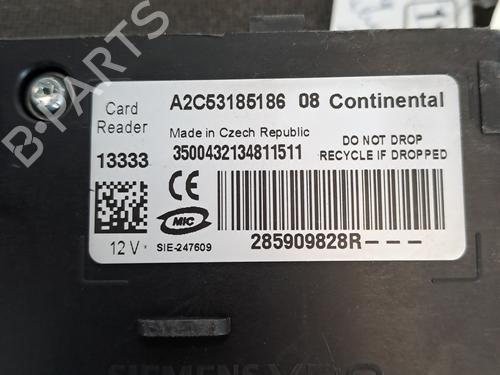 B-PARTS
Card Reader
A2C53185186 08 Continental
Made in Czech Republic
13333
3500432134811511
DO NOT DROP
RECYCLE IF DROPPED
CE
MIC
12 V
SIE-247609
285909828R---
SIEMENS